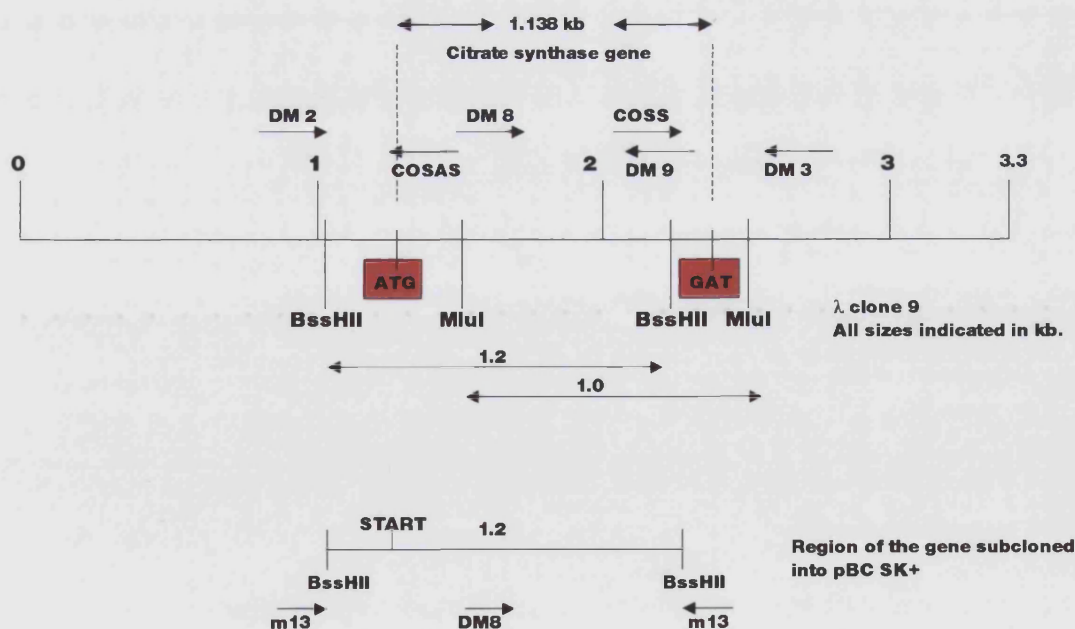 1.138 kb
Citrate synthase gene
DM 2
DM 8
COSS
0
1
COSAS
2
DM 9
DM 3
3
3.3
ATG
GAT
BssHII
MluI
BssHII
MluI
λ clone 9
All sizes indicated in kb.
1.2
1.0
START
1.2
Region of the gene subcloned
into pBC SK+
BssHII
BssHII
m13
DM8
m13